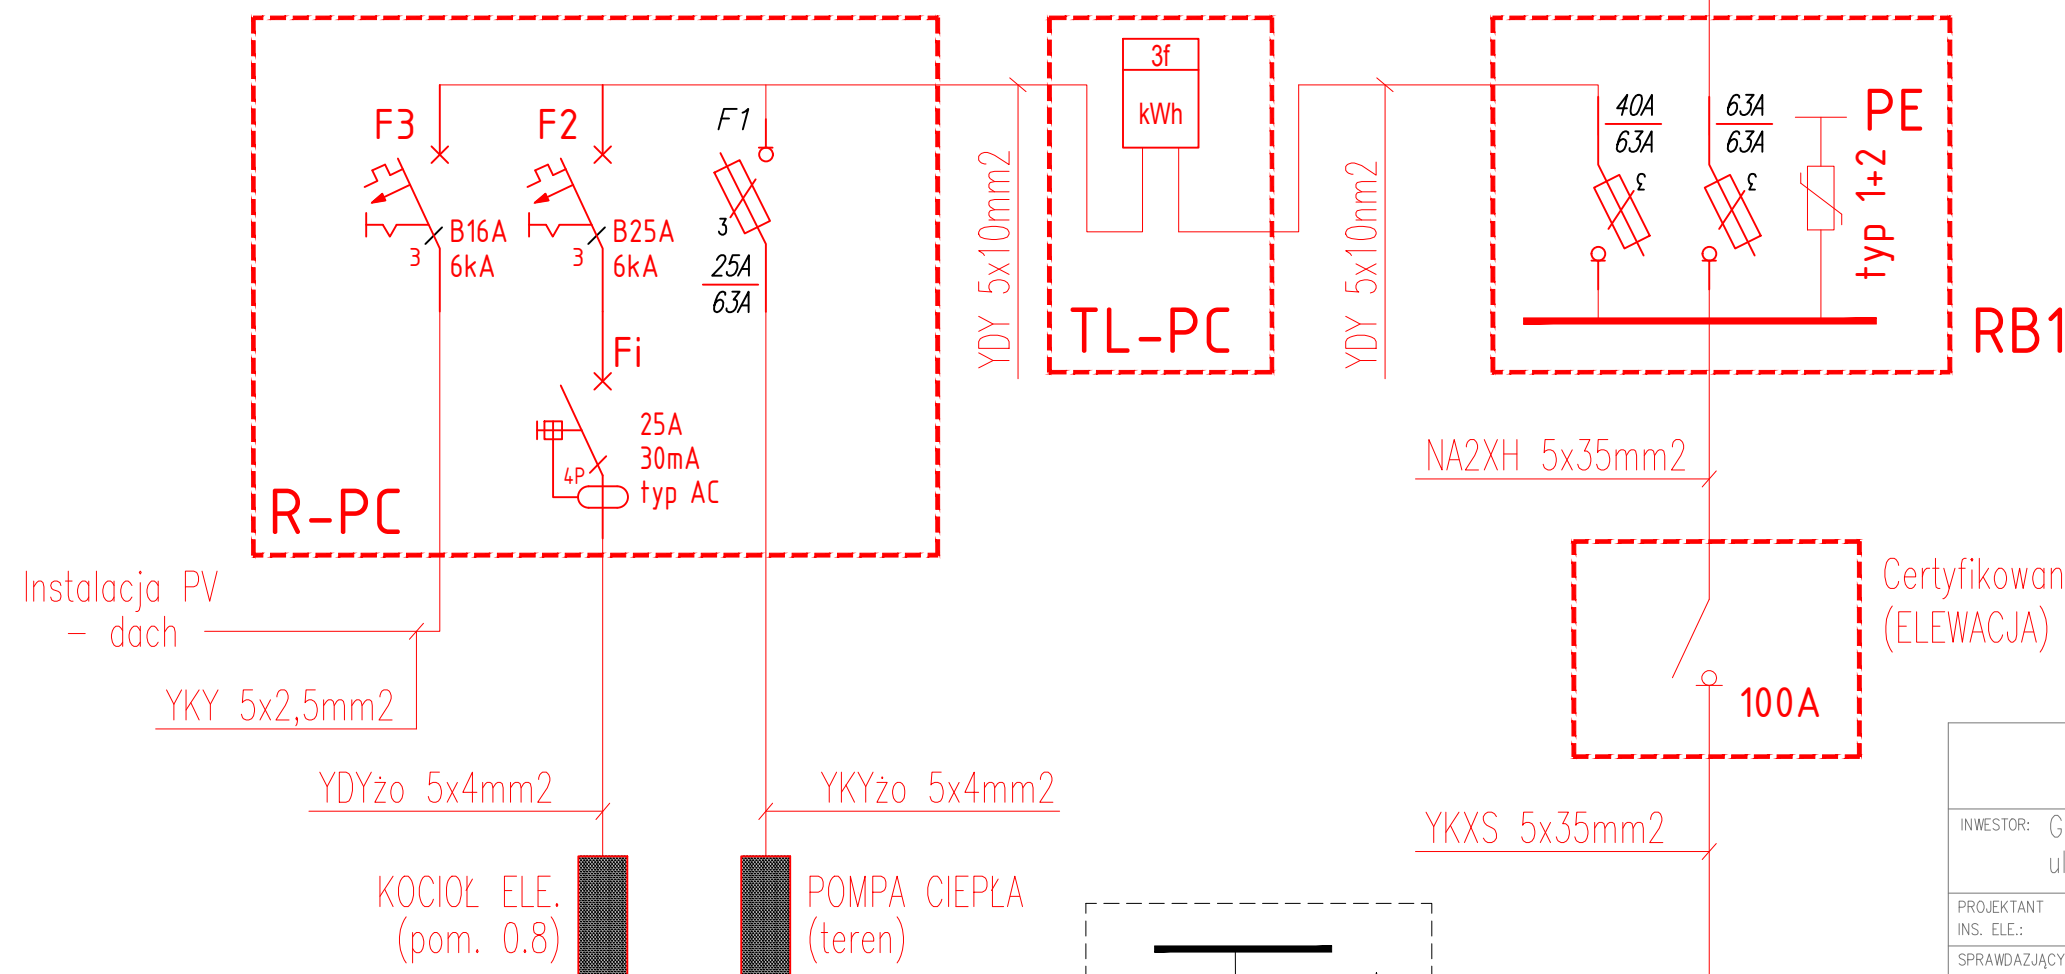 3f
kWh
F3
F2
F1
40A
63A
63A
63A
PE
typ 1+2
3
3
B16A
6kA
3
B25A
6kA
3
3
25A
63A
YDY 5x10mm2
YDY 5x10nm2
TL-PC
RB1
Fi
25A
30mA
typ AC
4P
R-PC
NA2XH 5x35mm2
Instalacja PV
- dach
Certyfikowan
(ELEWACJA)
YKY 5x2,5mm2
100A
YDYżo 5x4mm2
YKYżo 5x4mm2
YKXS 5x35mm2
INWESTOR: G
ul
KOCIOŁ ELE.
(pom. 0.8)
POMPA CIEPŁA
(teren)
PROJEKTANT
INS. ELE.:
SPRAWDZAJĄCY